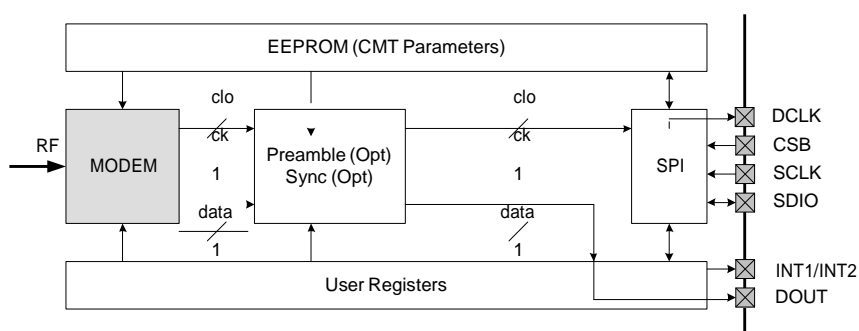 EEPROM (CMT Parameters)
clo
ck
1
clo
ck
1
DCLK
RF
MODEM
Preamble (Opt)
Sync (Opt)
SPI
CSB
SCLK
SDIO
data
1
data
1
User Registers
INT1/INT2
DOUT